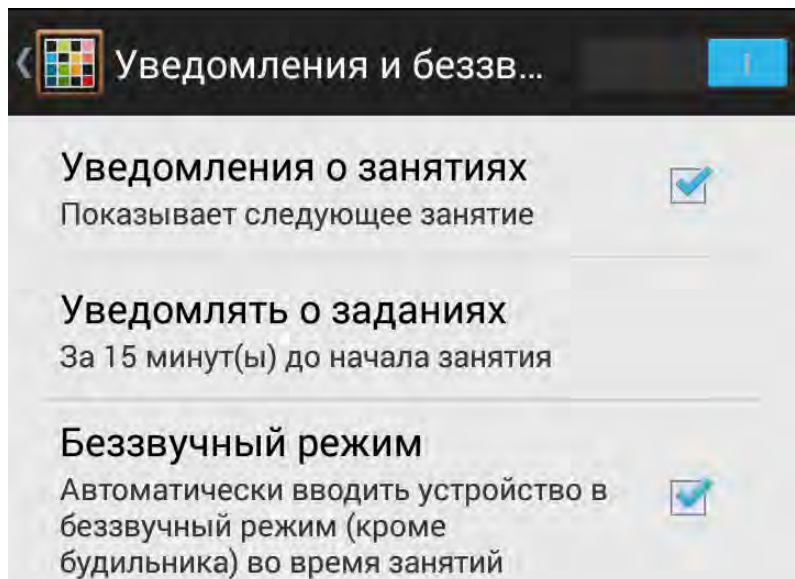 Уведомления и беззв...
Уведомления о занятиях
Показывает следующее занятие
Уведомлять о заданиях
За 15 минут(ы) до начала занятия
Беззвучный режим
Автоматически вводить устройство в
беззвучный режим (кроме
будильника) во время занятий